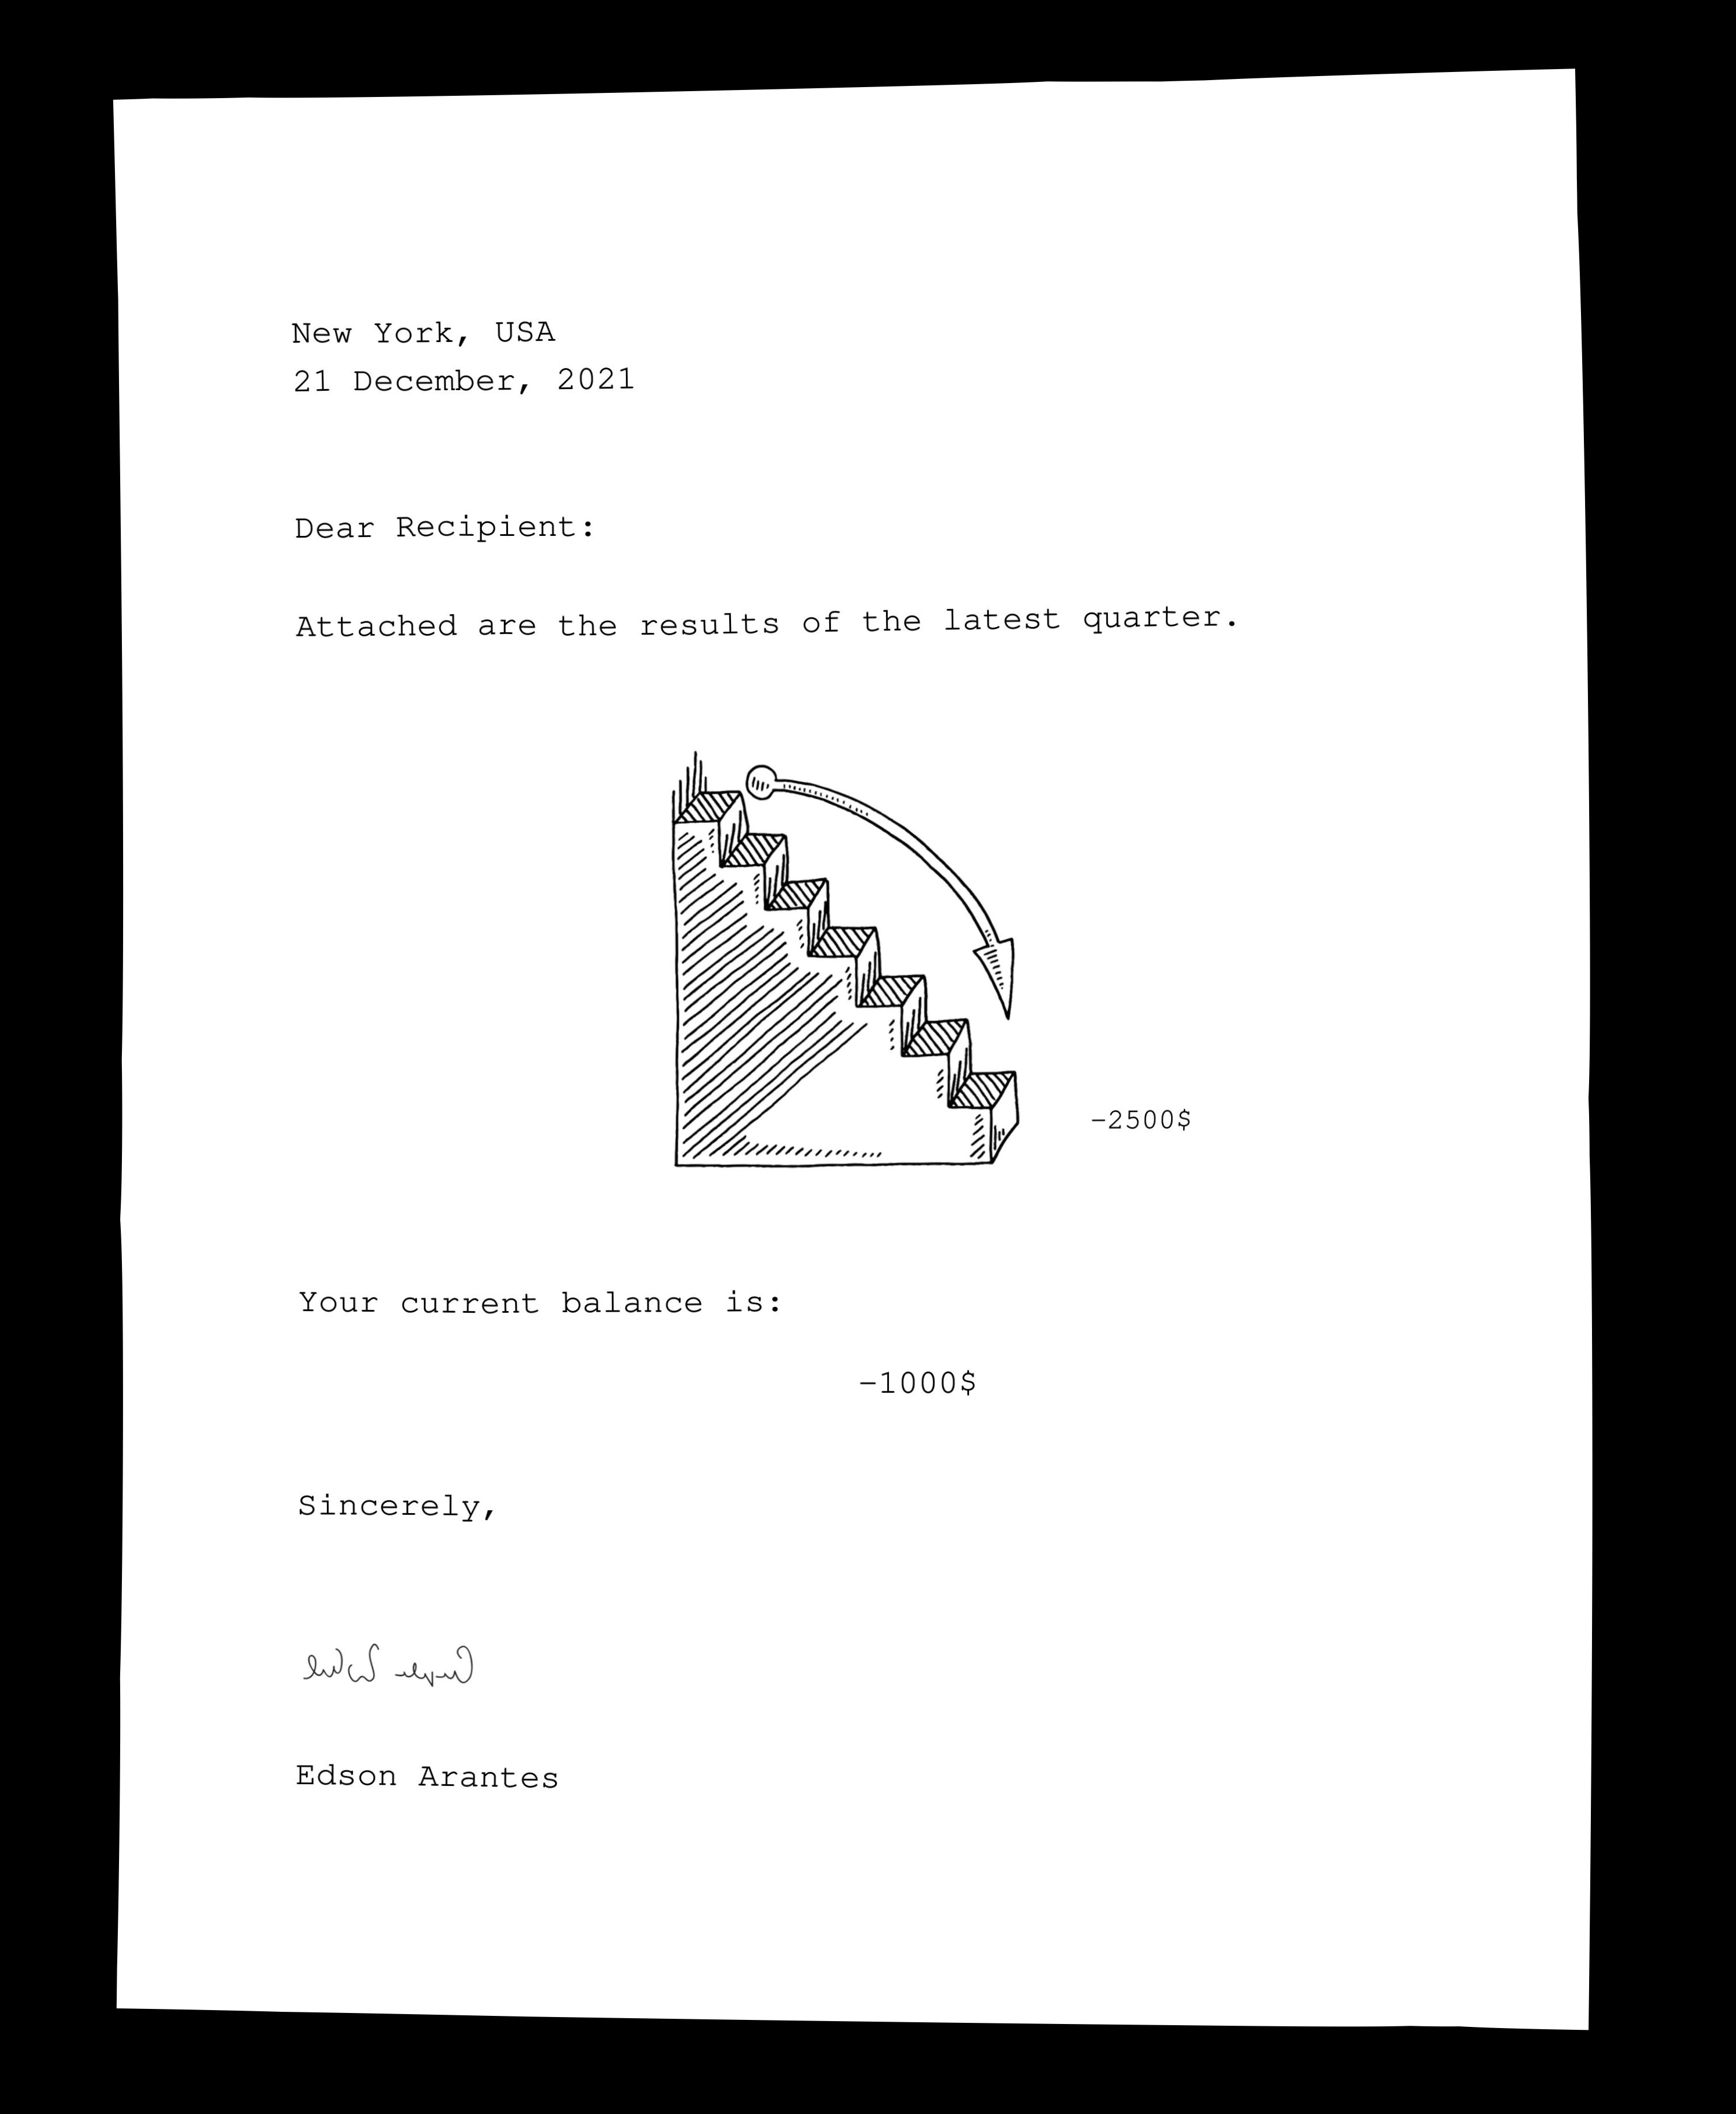 New York, USA
21 December, 2021
Dear Recipient:
Attached are the results of the latest quarter.
-2500$
Your current balance is:
-1000$
Sincerely,
Edson Arantes